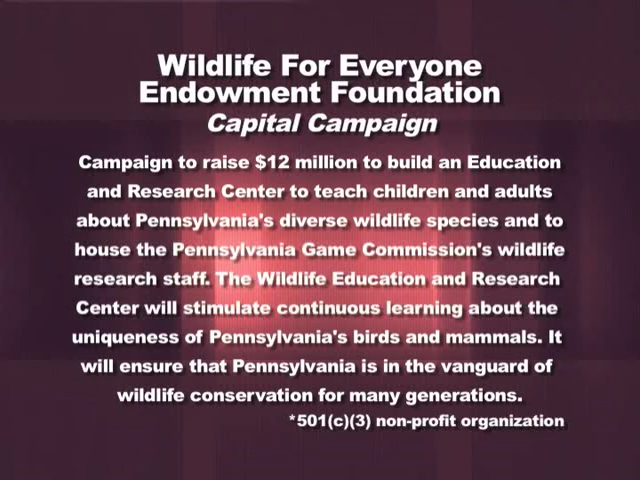 Wildlife For Everyone
Endowment Foundation
Capital Campaign
Campaign to raise $12 million to build an Education
and Research Center to teach children and adults
about Pennsylvania's diverse wildlife species and to
house the Pennsylvania Game Commission's wildlife
research staff. The Wildlife Education and Research
Center will stimulate continuous learning about the
uniqueness of Pennsylvania's birds and mammals. It
will ensure that Pennsylvania is in the vanguard of
wildlife conservation for many generations.
*501(c)(3) non-profit organization